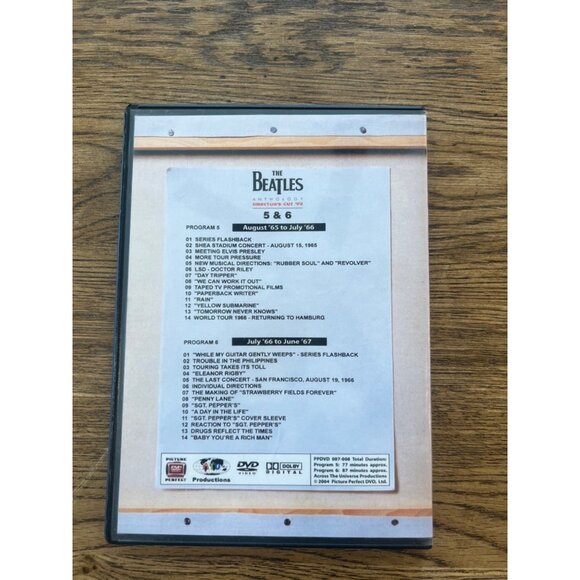 THE
BEATLES
ANTHOLOGY
DIRECTOR'S CUT '93
5 & 6
PROGRAM 5 August '65 to July '66
01 SERIES FLASHBACK
02 SHEA STADIUM CONCERT - AUGUST 15, 1965
03 MEETING ELVIS PRESLEY
04 MORE TOUR PRESSURE
05 NEW MUSICAL DIRECTIONS: "RUBBER SOUL" AND "REVOLVER"
06 LSD - DOCTOR RILEY
07 "DAY TRIPPER"
08 "WE CAN WORK IT OUT"
09 TAPED TV PROMOTIONAL FILMS
10 "PAPERBACK WRITER"
11 "RAIN"
12 "YELLOW SUBMARINE"
13 "TOMORROW NEVER KNOWS"
14 WORLD TOUR 1966 - RETURNING TO HAMBURG
PROGRAM 6 July '66 to June '67
01 "WHILE MY GUITAR GENTLY WEEPS" - SERIES FLASHBACK
02 TROUBLE IN THE PHILIPPINES
03 TOURING TAKES ITS TOLL
04 "ELEANOR RIGBY"
05 THE LAST CONCERT - SAN FRANCISCO, AUGUST 19, 1966
06 INDIVIDUAL DIRECTIONS
07 THE MAKING OF "STRAWBERRY FIELDS FOREVER"
08 "PENNY LANE"
09 "SGT. PEPPER'S"
10 "A DAY IN THE LIFE"
11 "SGT. PEPPER'S" COVER SLEEVE
12 REACTION TO "SGT. PEPPER'S"
13 DRUGS REFLECT THE TIMES
14 "BABY YOU'RE A RICH MAN"
PICTURE
PERFECT
Productions
DVD
VIDEO
DOLBY
DIGITAL
PPDVD 007-008 Total Duration:
Program 5: 77 minutes approx.
Program 6: 87 minutes approx.
Across The Universe Productions
© 2004 Picture Perfect DVD, Ltd.